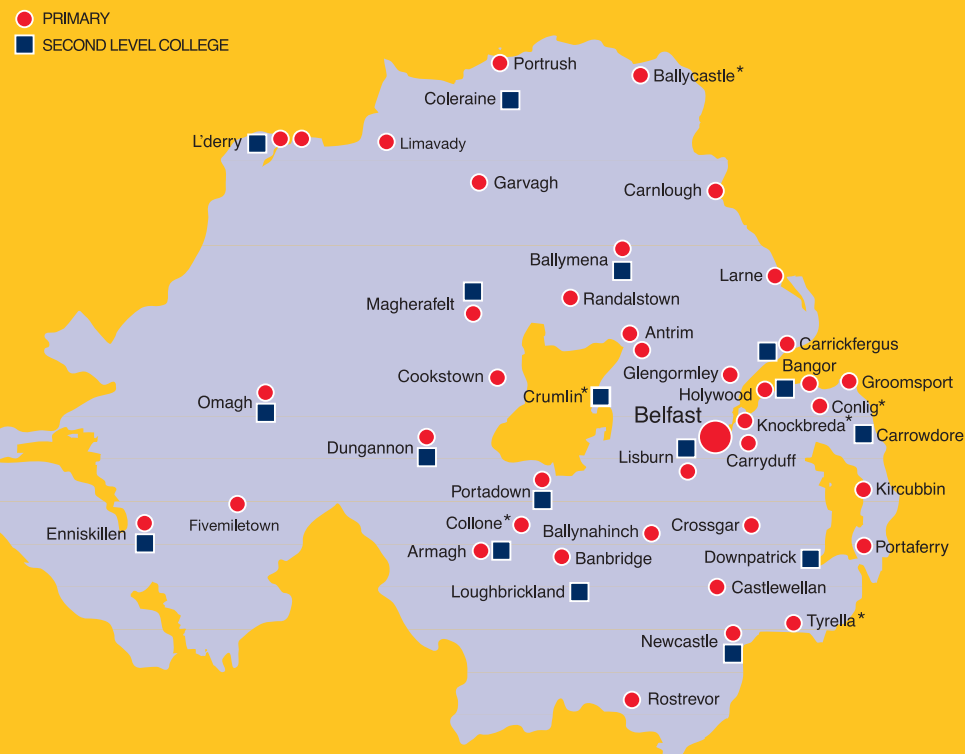 PRIMARY
SECOND LEVEL COLLEGE
Portrush
Ballycastle*
Coleraine
L'derry
Limavady
Garvagh
Carnlough
Ballymena
Larne
Magherafelt
Randalstown
Antrim
Carrickfergus
Bangor
Glengormley
Cookstown
Groomsport
Holywood
Crumlin*
Omagh
Conlig*
Belfast
Knockbreda*
Carrowdore
Dungannon
Lisburn
Carryduff
Portadown
Kircubbin
Fivemiletown
Collone*
Enniskillen
Ballynahinch
Crossgar
Portaferry
Armagh
Banbridge
Downpatrick
Loughbrickland
Castlewellan
Tyrella*
Newcastle
Rostrevor